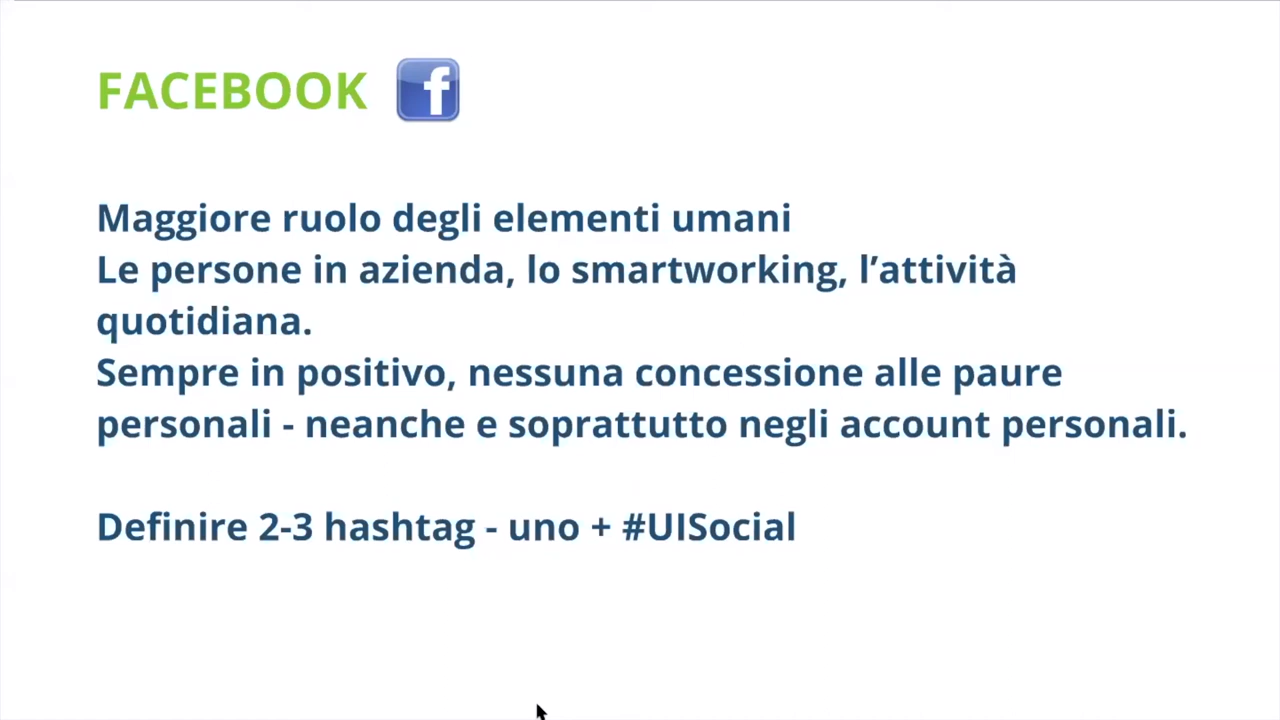 FACEBOOK f
Maggiore ruolo degli elementi umani
Le persone in azienda, lo smartworking, l’attività
quotidiana.
Sempre in positivo, nessuna concessione alle paure
personali - neanche e soprattutto negli account personali.
Definire 2-3 hashtag - uno + #UISocial